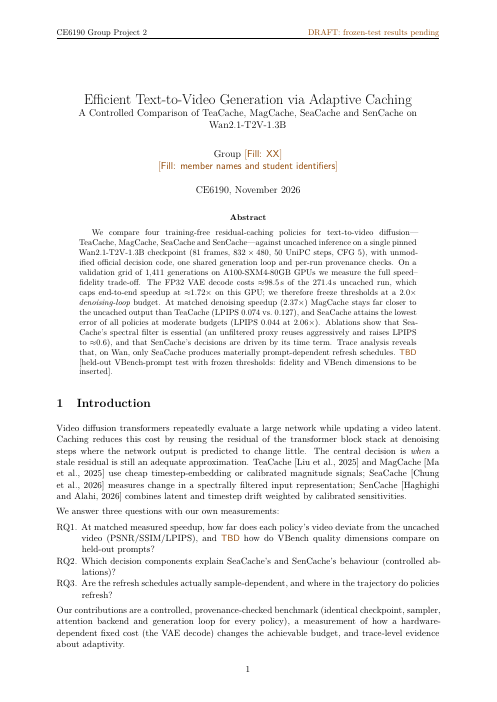 CE6190 Group Project 2
DRAFT: frozen-test results pending
Efficient Text-to-Video Generation via Adaptive Caching
A Controlled Comparison of TeaCache, MagCache, SeaCache and SenCache on
Wan2.1-T2V-1.3B
Group [Fill: XX]
[Fill: member names and student identifiers]
CE6190, November 2026
Abstract
We compare four training-free residual-caching policies for text-to-video diffusion—
TeaCache, MagCache, SeaCache and SenCache—against uncached inference on a single pinned
Wan2.1-T2V-1.3B checkpoint (81 frames, 832 × 480, 50 UniPC steps, CFG 5), with unmod-
ified official decision code, one shared generation loop and per-run provenance checks. On a
validation grid of 1,411 generations on A100-SXM4-80GB GPUs we measure the full speed–
fidelity trade-off. The FP32 VAE decode costs ≈98.5 s of the 271.4 s uncached run, which
caps end-to-end speedup at ≈1.72× on this GPU; we therefore freeze thresholds at a 2.0×
denoising-loop budget. At matched denoising speedup (2.37×) MagCache stays far closer to
the uncached output than TeaCache (LPIPS 0.074 vs. 0.127), and SeaCache attains the lowest
error of all policies at moderate budgets (LPIPS 0.044 at 2.06×). Ablations show that Sea-
Cache's spectral filter is essential (an unfiltered proxy reuses aggressively and raises LPIPS
to ≈0.6), and that SenCache's decisions are driven by its time term. Trace analysis reveals
that, on Wan, only SeaCache produces materially prompt-dependent refresh schedules. TBD
[held-out VBench-prompt test with frozen thresholds: fidelity and VBench dimensions to be
inserted].
1 Introduction
Video diffusion transformers repeatedly evaluate a large network while updating a video latent.
Caching reduces this cost by reusing the residual of the transformer block stack at denoising
steps where the network output is predicted to change little. The central decision is when a
stale residual is still an adequate approximation. TeaCache [Liu et al., 2025] and MagCache [Ma
et al., 2025] use cheap timestep-embedding or calibrated magnitude signals; SeaCache [Chung
et al., 2026] measures change in a spectrally filtered input representation; SenCache [Haghighi
and Alahi, 2026] combines latent and timestep drift weighted by calibrated sensitivities.
We answer three questions with our own measurements:
RQ1. At matched measured speedup, how far does each policy's video deviate from the uncached
video (PSNR/SSIM/LPIPS), and TBD how do VBench quality dimensions compare on
held-out prompts?
RQ2. Which decision components explain SeaCache's and SenCache's behaviour (controlled ab-
lations)?
RQ3. Are the refresh schedules actually sample-dependent, and where in the trajectory do policies
refresh?
Our contributions are a controlled, provenance-checked benchmark (identical checkpoint, sampler,
attention backend and generation loop for every policy), a measurement of how a hardware-
dependent fixed cost (the VAE decode) changes the achievable budget, and trace-level evidence
about adaptivity.
1